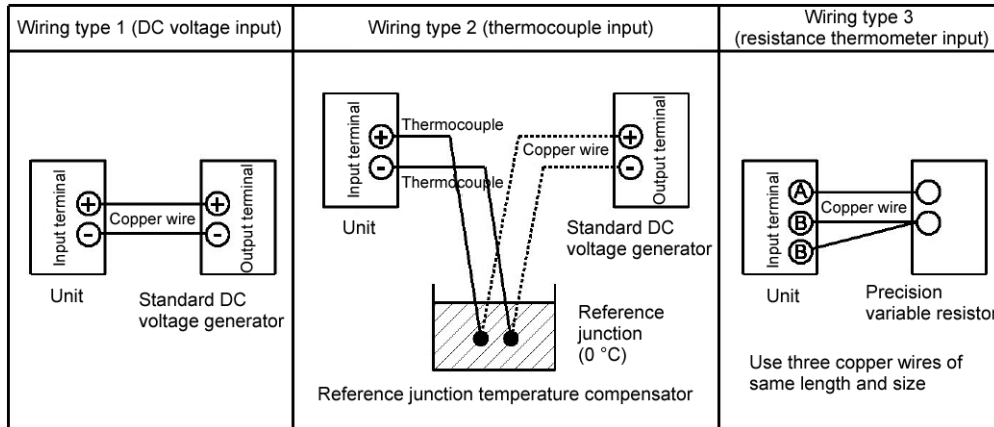 Wiring type 1 (DC voltage input)
Wiring type 2 (thermocouple input)
Wiring type 3
(resistance thermometer input)
Input terminal
+
-
Copper wire
+
-
Output terminal
Unit
Standard DC
voltage generator
Input terminal
+
-
Thermocouple
Thermocouple
Copper wire
+
-
Output terminal
Unit
Standard DC
voltage generator
Reference
junction
(0 °C)
Reference junction temperature compensator
Input terminal
A
B
B
Copper wire
Unit
Precision
variable resistor
Use three copper wires of
same length and size